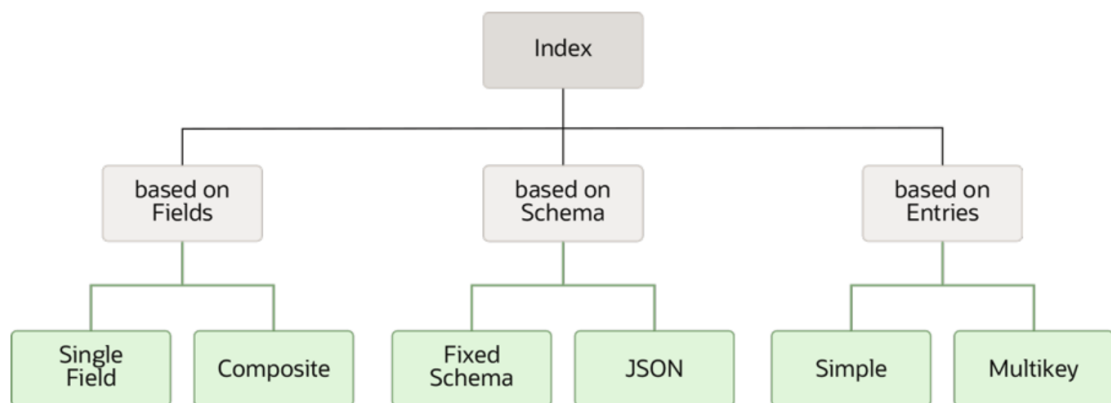 Index
based on
Fields
based on
Schema
based on
Entries
Single
Field
Composite
Fixed
Schema
JSON
Simple
Multikey